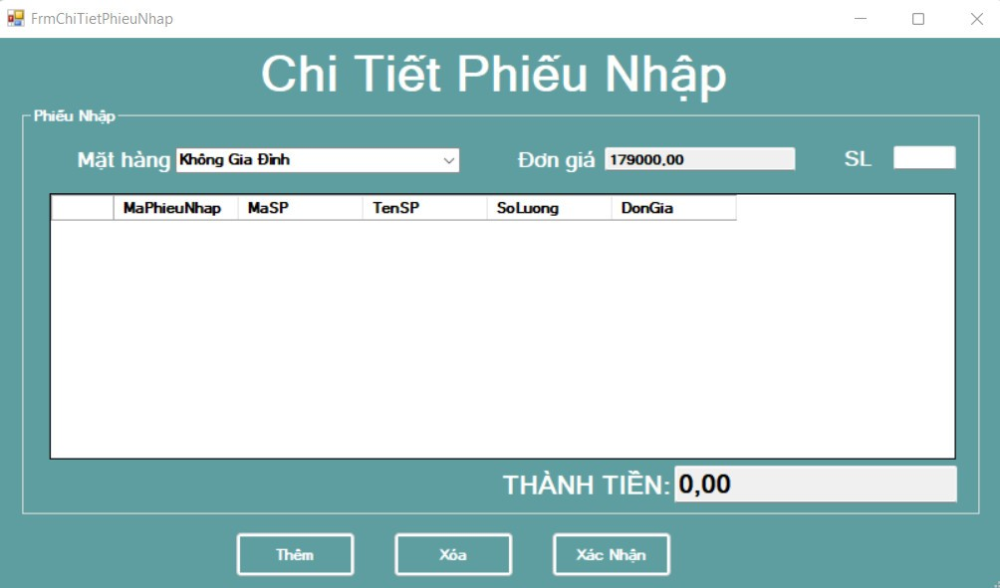 FrmChiTietPhieuNhap
Chi Tiết Phiếu Nhập
Phiếu Nhập
Mặt hàng Không Gia Đình Đơn giá 179000,00 SL
MaPhieuNhap MaSP TenSP SoLuong DonGia
THÀNH TIỀN: 0,00
Thêm Xóa Xác Nhận